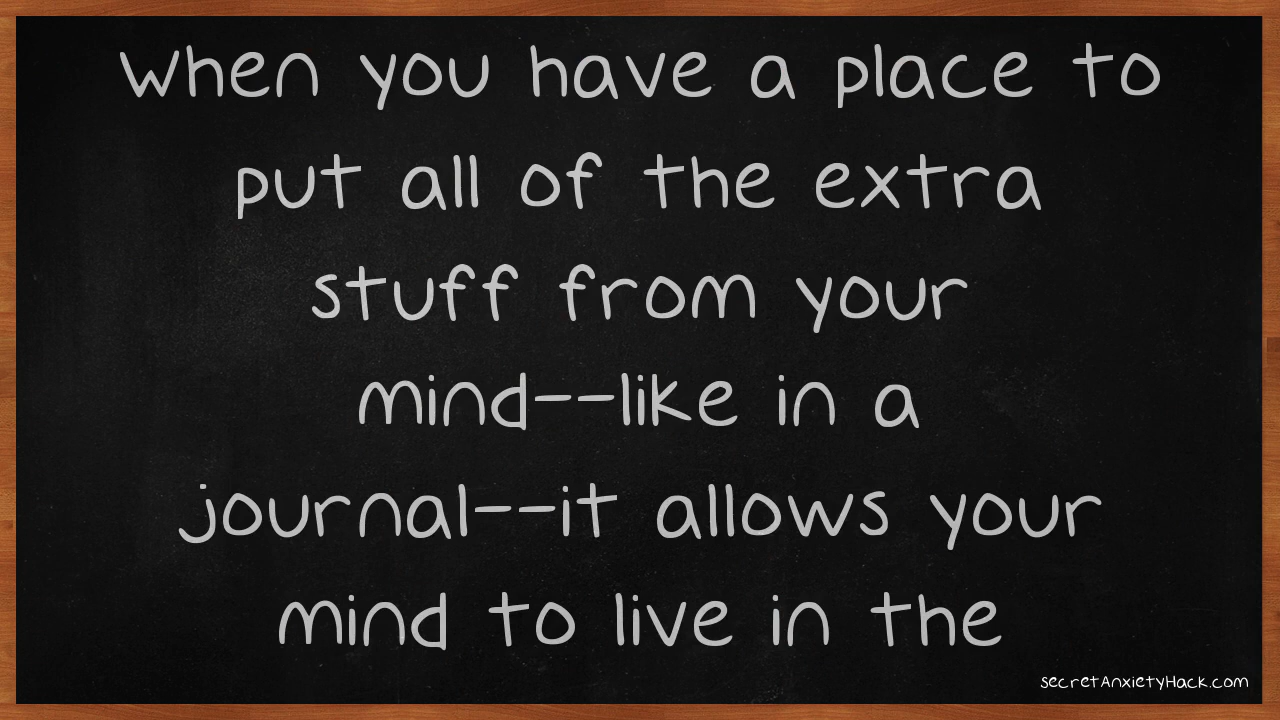 When you have a place to
put all of the extra
stuff from your
mind--like in a
journal--it allows your
mind to live in the
secretAnxietyHack.com